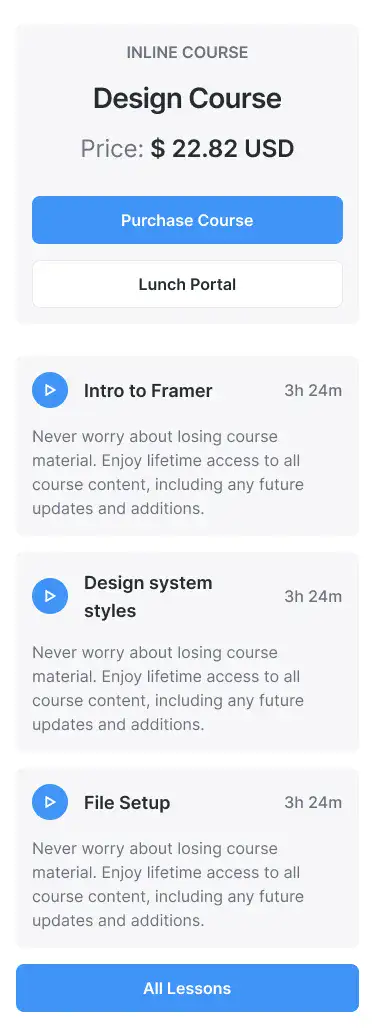 INLINE COURSE
Design Course
Price: $ 22.82 USD
Purchase Course
Lunch Portal
Intro to Framer 3h 24m
Never worry about losing course
material. Enjoy lifetime access to all
course content, including any future
updates and additions.
Design system
styles
3h 24m
Never worry about losing course
material. Enjoy lifetime access to all
course content, including any future
updates and additions.
File Setup 3h 24m
Never worry about losing course
material. Enjoy lifetime access to all
course content, including any future
updates and additions.
All Lessons